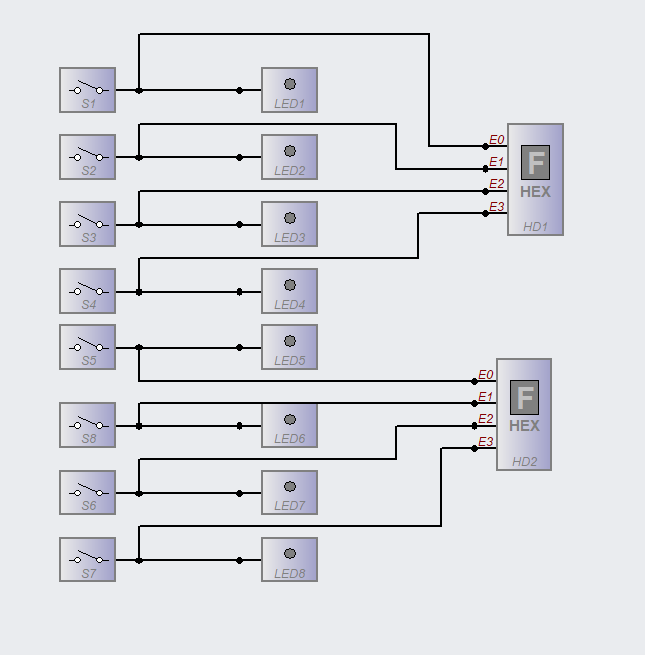 S1
LED1
S2
LED2
S3
LED3
S4
LED4
E0
E1
E2
E3
F
HEX
HD1
S5
LED5
S8
LED6
S6
LED7
S7
LED8
E0
E1
E2
E3
F
HEX
HD2